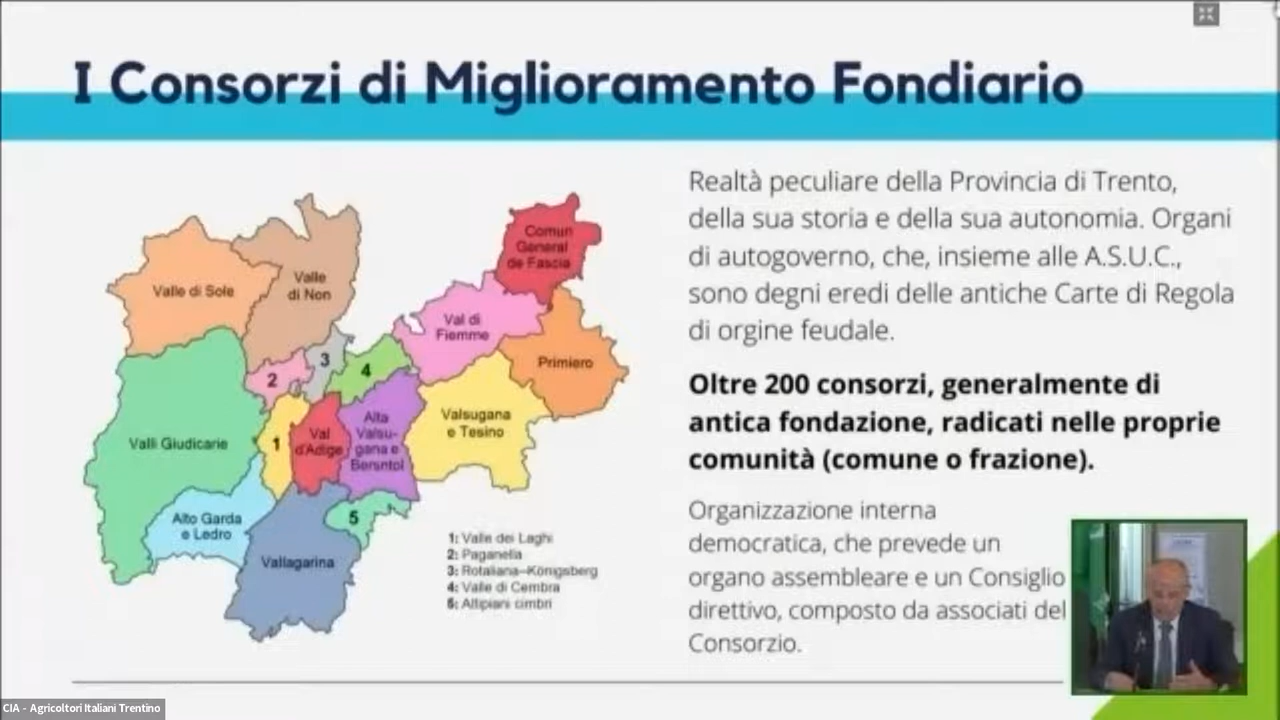 I Consorzi di Miglioramento Fondiario
Realtà peculiare della Provincia di Trento,
della sua storia e della sua autonomia. Organi
di autogoverno, che, insieme alle A.S.U.C.,
sono degni eredi delle antiche Carte di Regola
di orgine feudale.
Oltre 200 consorzi, generalmente di
antica fondazione, radicati nelle proprie
comunità (comune o frazione).
Organizzazione interna
democratica, che prevede un
organo assembleare e un Consiglio
direttivo, composto da associati del
Consorzio.
Comun
General
de Fascia
Valle di Sole
Valle
di Non
Val di
Fiemme
Primiero
3
2
4
Valli Giudicarie
1
Val
d'Adige
Alta
Valsu-
gana e
Bersntol
Valsugana
e Tesino
Alto Garda
e Ledro
5
Vallagarina
1: Valle dei Laghi
2: Paganella
3: Rotaliana–Königsberg
4: Valle di Cembra
5: Altipiani cimbri
CIA - Agricoltori Italiani Trentino